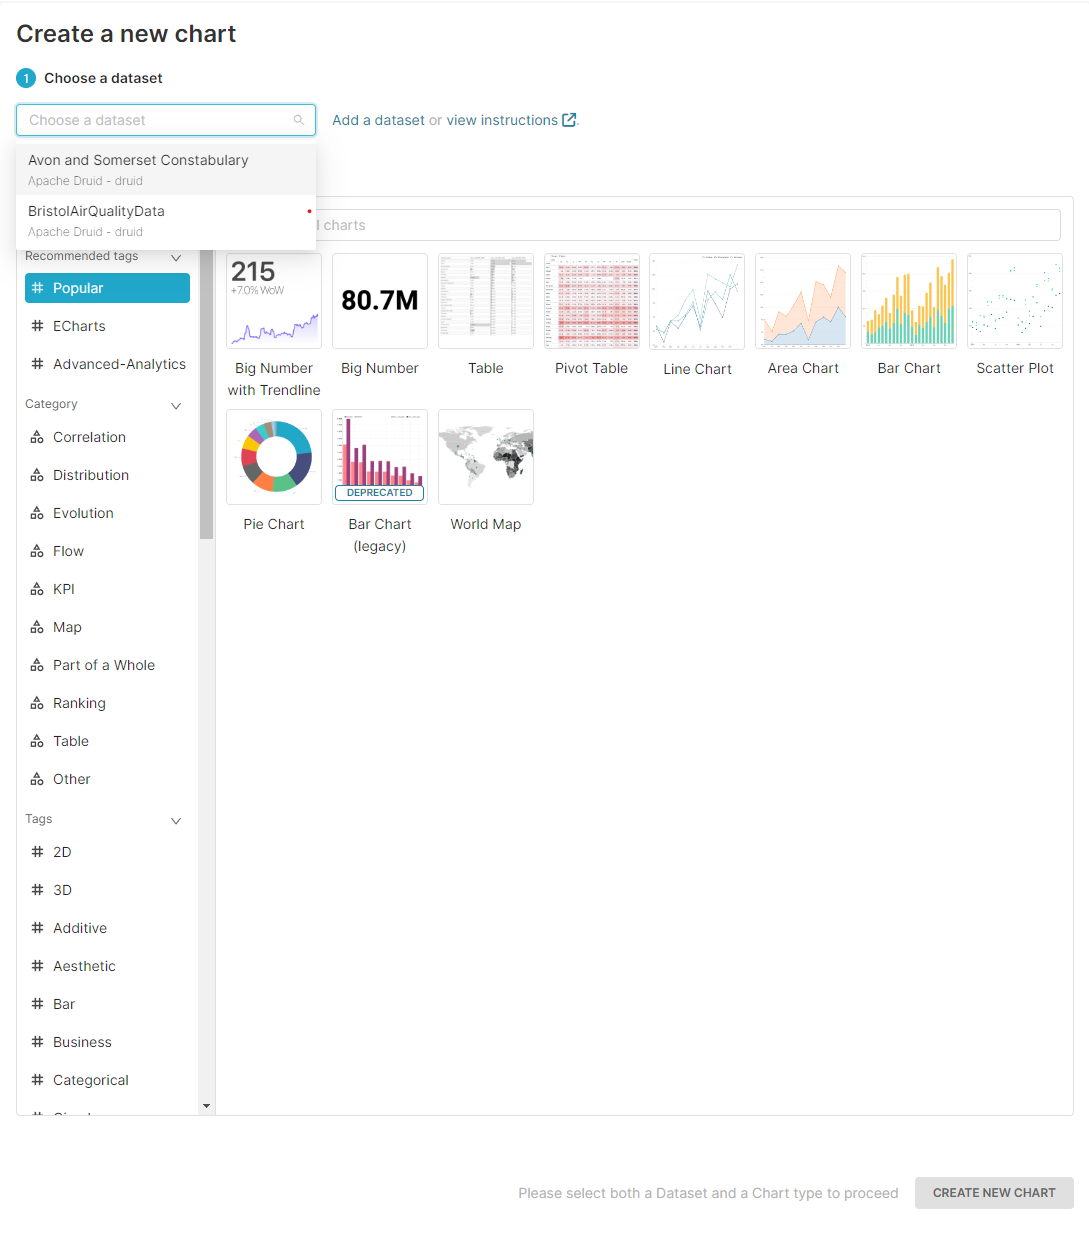 Create a new chart
1 Choose a dataset
Choose a dataset
Add a dataset or view instructions .
Avon and Somerset Constabulary
Apache Druid - druid
BristolAirQualityData
Apache Druid - druid
charts
Recommended tags
Popular
ECharts
Advanced-Analytics
Category
Correlation
Distribution
Evolution
Flow
KPI
Map
Part of a Whole
Ranking
Table
Other
Tags
2D
3D
Additive
Aesthetic
Bar
Business
Categorical
215
+7.0% WoW
Big Number
with Trendline
80.7M
Big Number
Table
Pivot Table
Line Chart
Area Chart
Bar Chart
Scatter Plot
Pie Chart
DEPRECATED
Bar Chart
(legacy)
World Map
Please select both a Dataset and a Chart type to proceed
CREATE NEW CHART